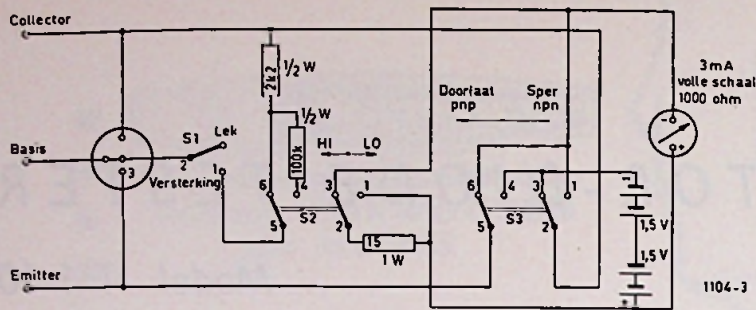 Collector
2k2
1/2 W
1/2 W
100k
3mA
volle schaal
1000 ohm
-
+
Doorlaat
pnp
Sper
npn
HI
LO
S1
Lek
Basis
2
3
Versterking
1
6
4
3
1
S2
5
2
15
1 W
6
4
3
1
S3
5
2
-
1,5 V
1,5 V
+
Emitter
1104-3